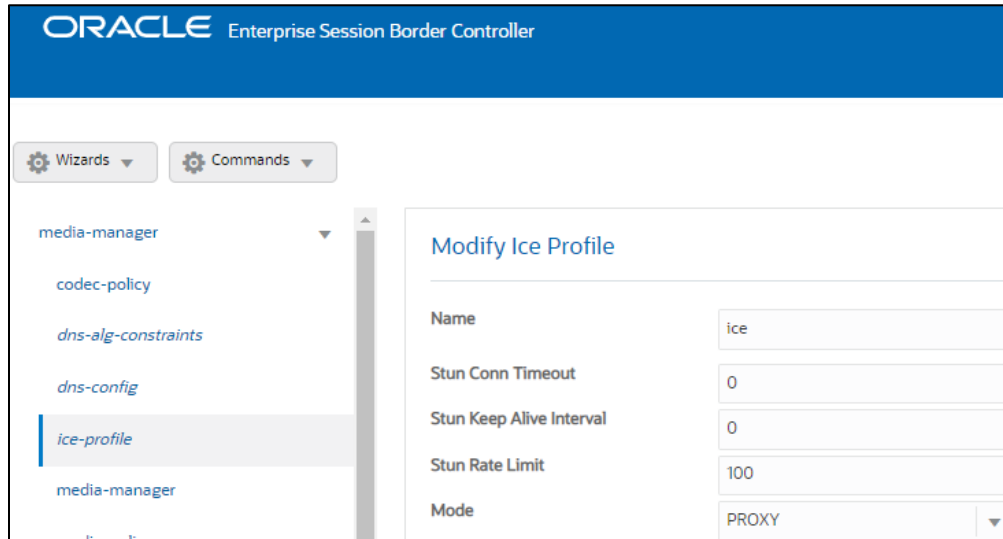 ORACLE Enterprise Session Border Controller
Wizards
Commands
media-manager
codec-policy
dns-alg-constraints
dns-config
ice-profile
media-manager
Modify Ice Profile
Name
ice
Stun Conn Timeout
0
Stun Keep Alive Interval
0
Stun Rate Limit
100
Mode
PROXY